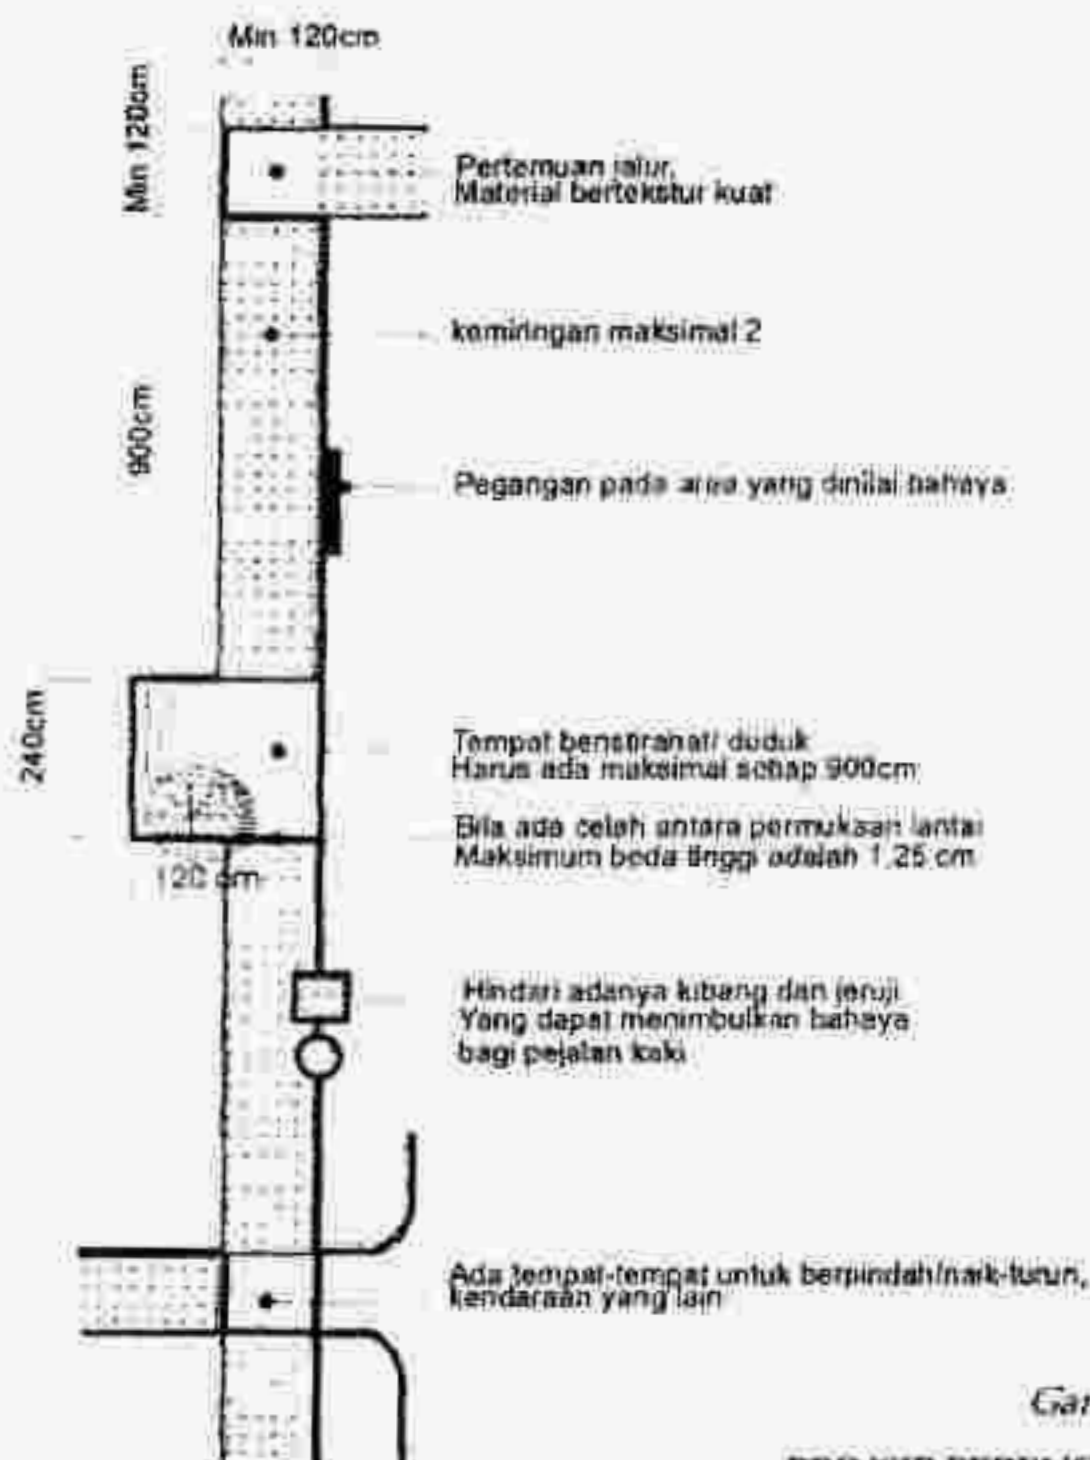 Min 120cm
Min 120cm
Pertemuan jalur,
Material bertekstur kuat
kemiringan maksimal 2
900cm
Pegangan pada area yang dinilai bahaya
240cm
Tempat duduk
Harus ada maksimal setiap 900cm
Bila ada celah antara permukaan lantai
Maksimum beda tinggi adalah 1,25 cm
120 cm
Hindari adanya dan jeruji
Yang dapat menimbulkan bahaya
bagi pejalan kaki
Ada tempat-tempat untuk berpindah/naik-turun,
kendaraan yang lain
Gar